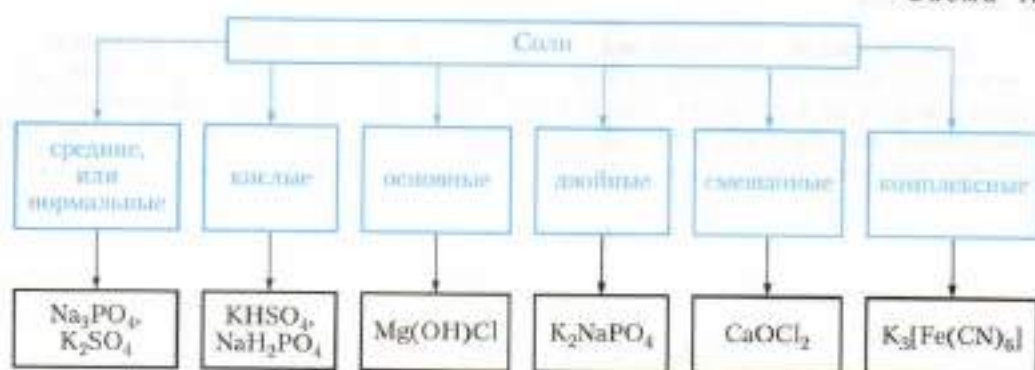 Соли
средние,
или
нормальные
кислые
основные
двойные
смешанные
комплексные
Na₃PO₄,
K₂SO₄
KHSO₄,
NaH₂PO₄
Mg(OH)Cl
K₂NaPO₄
CaOCl₂
K₃[Fe(CN)₆]